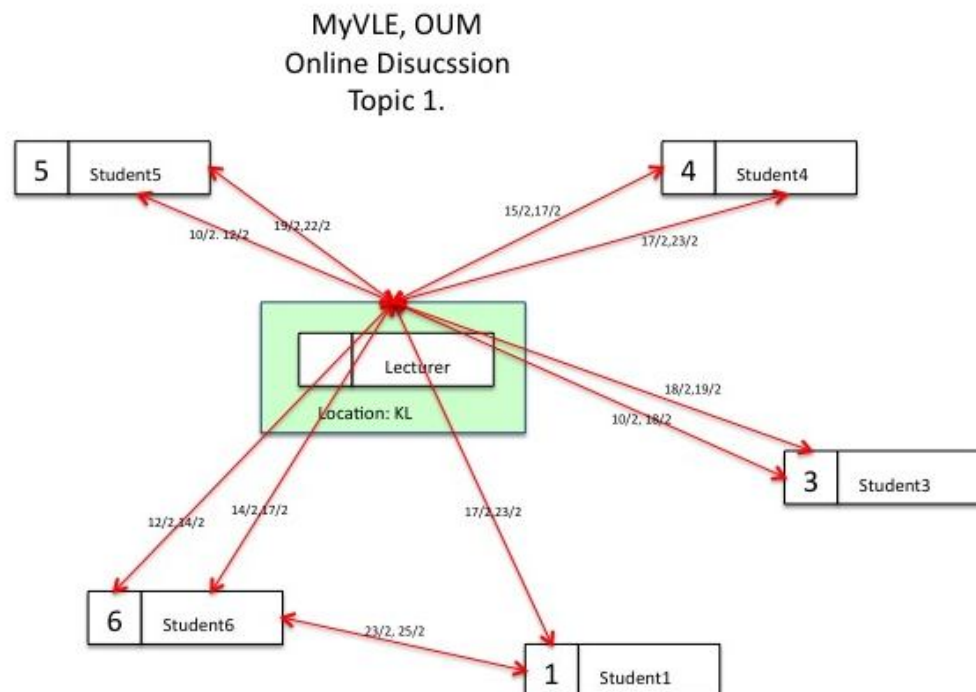 MyVLE, OUM
Online Disucssion
Topic 1.
5 Student5
4 Student4
19/2,22/2
15/2,17/2
10/2. 12/2
17/2,23/2
Lecturer
Location: KL
18/2,19/2
10/2, 18/2
3 Student3
12/2,14/2
14/2,17/2
17/2,23/2
6 Student6
23/2, 25/2
1 Student1